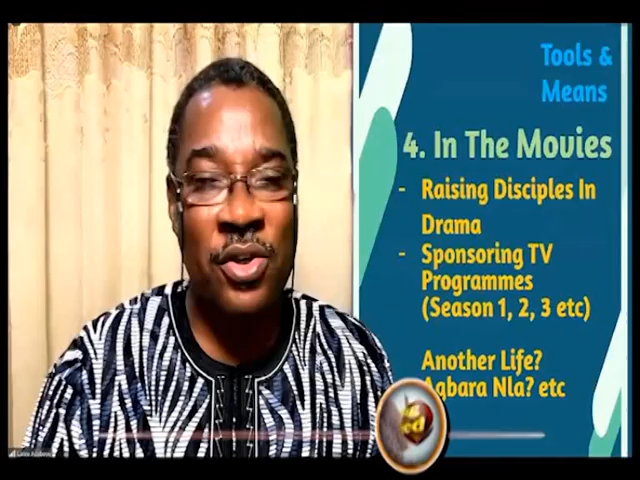 Tools &
Means
4. In The Movies
- Raising Disciples In
Drama
- Sponsoring TV
Programmes
(Season 1, 2, 3 etc)
Another Life?
Agbara Nla? etc